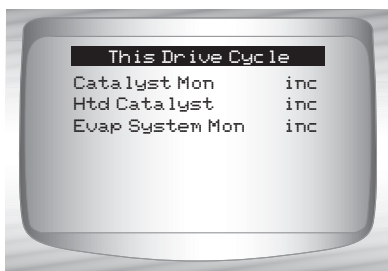 This Drive Cycle
Catalyst Mon inc
Htd Catalyst inc
Evap System Mon inc